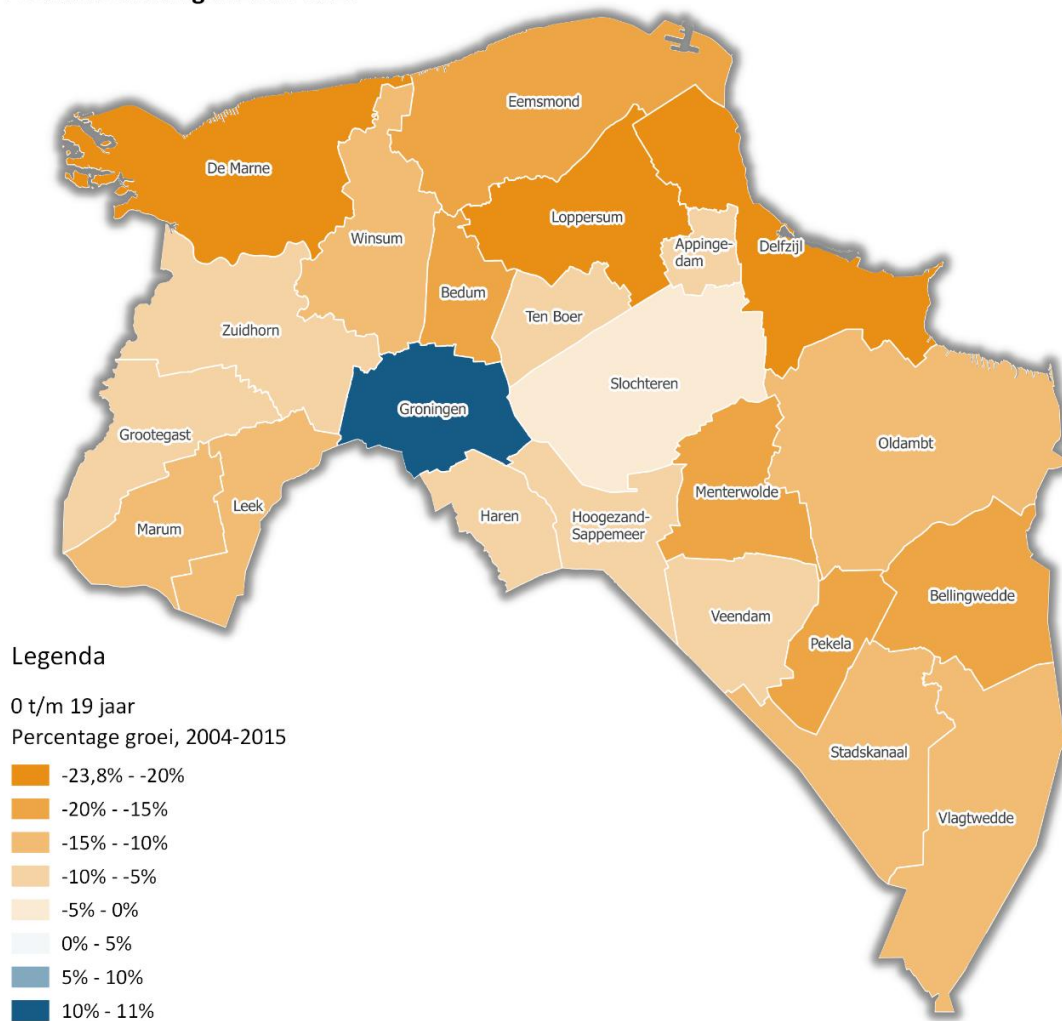 Eemsmond
De Marne
Loppersum
Winsum
Appinge-
dam
Delfzijl
Bedum
Ten Boer
Zuidhorn
Slochteren
Groningen
Grootegast
Oldambt
Menterwolde
Leek
Marum
Haren
Hoogezand-
Sappemeer
Bellingwedde
Veendam
Pekela
Stadskanaal
Vlagtwedde
Legenda
0 t/m 19 jaar
Percentage groei, 2004-2015
-23,8% - -20%
-20% - -15%
-15% - -10%
-10% - -5%
-5% - 0%
0% - 5%
5% - 10%
10% - 11%